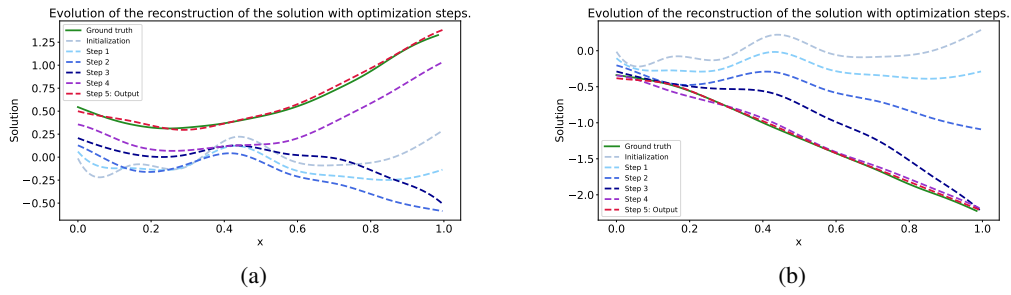 Evolution of the reconstruction of the solution with optimization steps.
Solution
1.25
1.00
0.75
0.50
0.25
0.00
−0.25
−0.50
Ground truth
Initialization
Step 1
Step 2
Step 3
Step 4
Step 5: Output
0.0 0.2 0.4 0.6 0.8 1.0
x
(a)
Evolution of the reconstruction of the solution with optimization steps.
Solution
0.0
−0.5
−1.0
−1.5
−2.0
Ground truth
Initialization
Step 1
Step 2
Step 3
Step 4
Step 5: Output
0.0 0.2 0.4 0.6 0.8 1.0
x
(b)